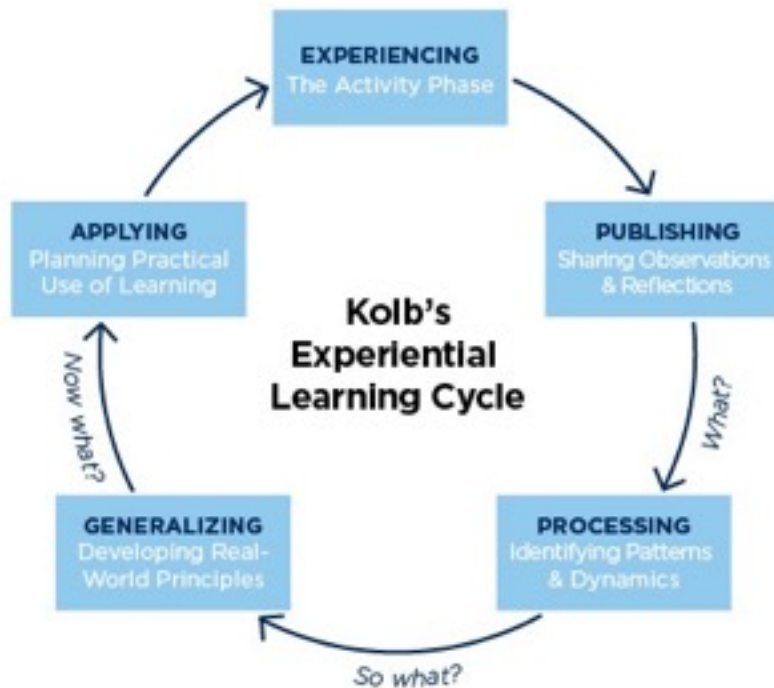 EXPERIENCING
The Activity Phase
PUBLISHING
Sharing Observations
& Reflections
What?
PROCESSING
Identifying Patterns
& Dynamics
So what?
GENERALIZING
Developing Real-
World Principles
Now what?
APPLYING
Planning Practical
Use of Learning
Kolb's
Experiential
Learning Cycle